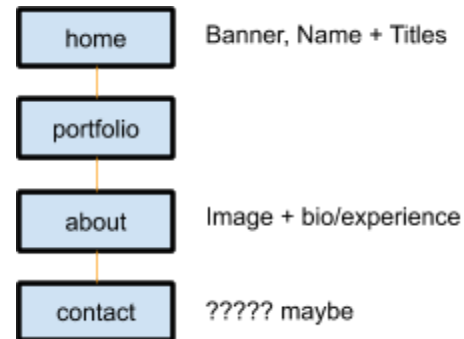 home
Banner, Name + Titles
portfolio
about
Image + bio/experience
contact
????? maybe